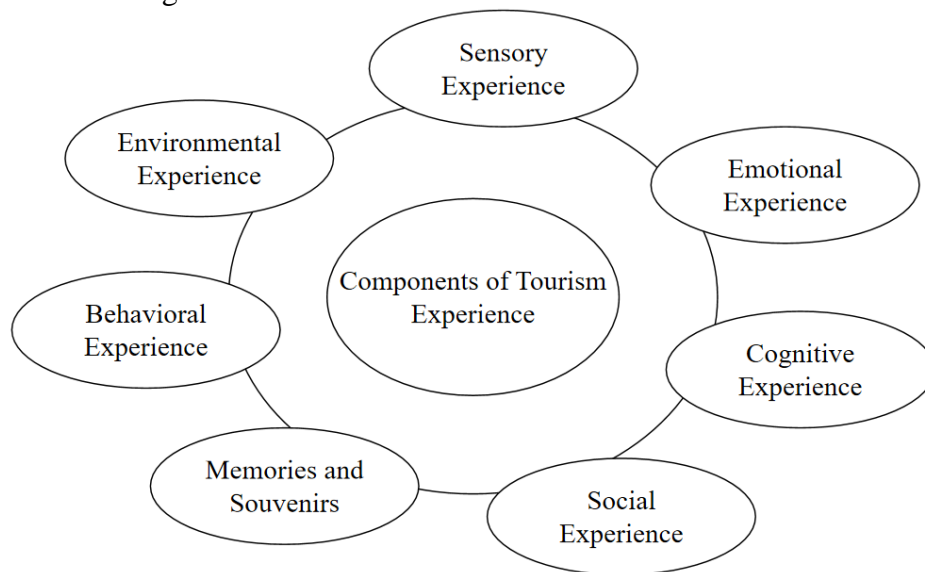 Sensory
Experience
Environmental
Experience
Emotional
Experience
Components of Tourism
Experience
Behavioral
Experience
Cognitive
Experience
Memories and
Souvenirs
Social
Experience